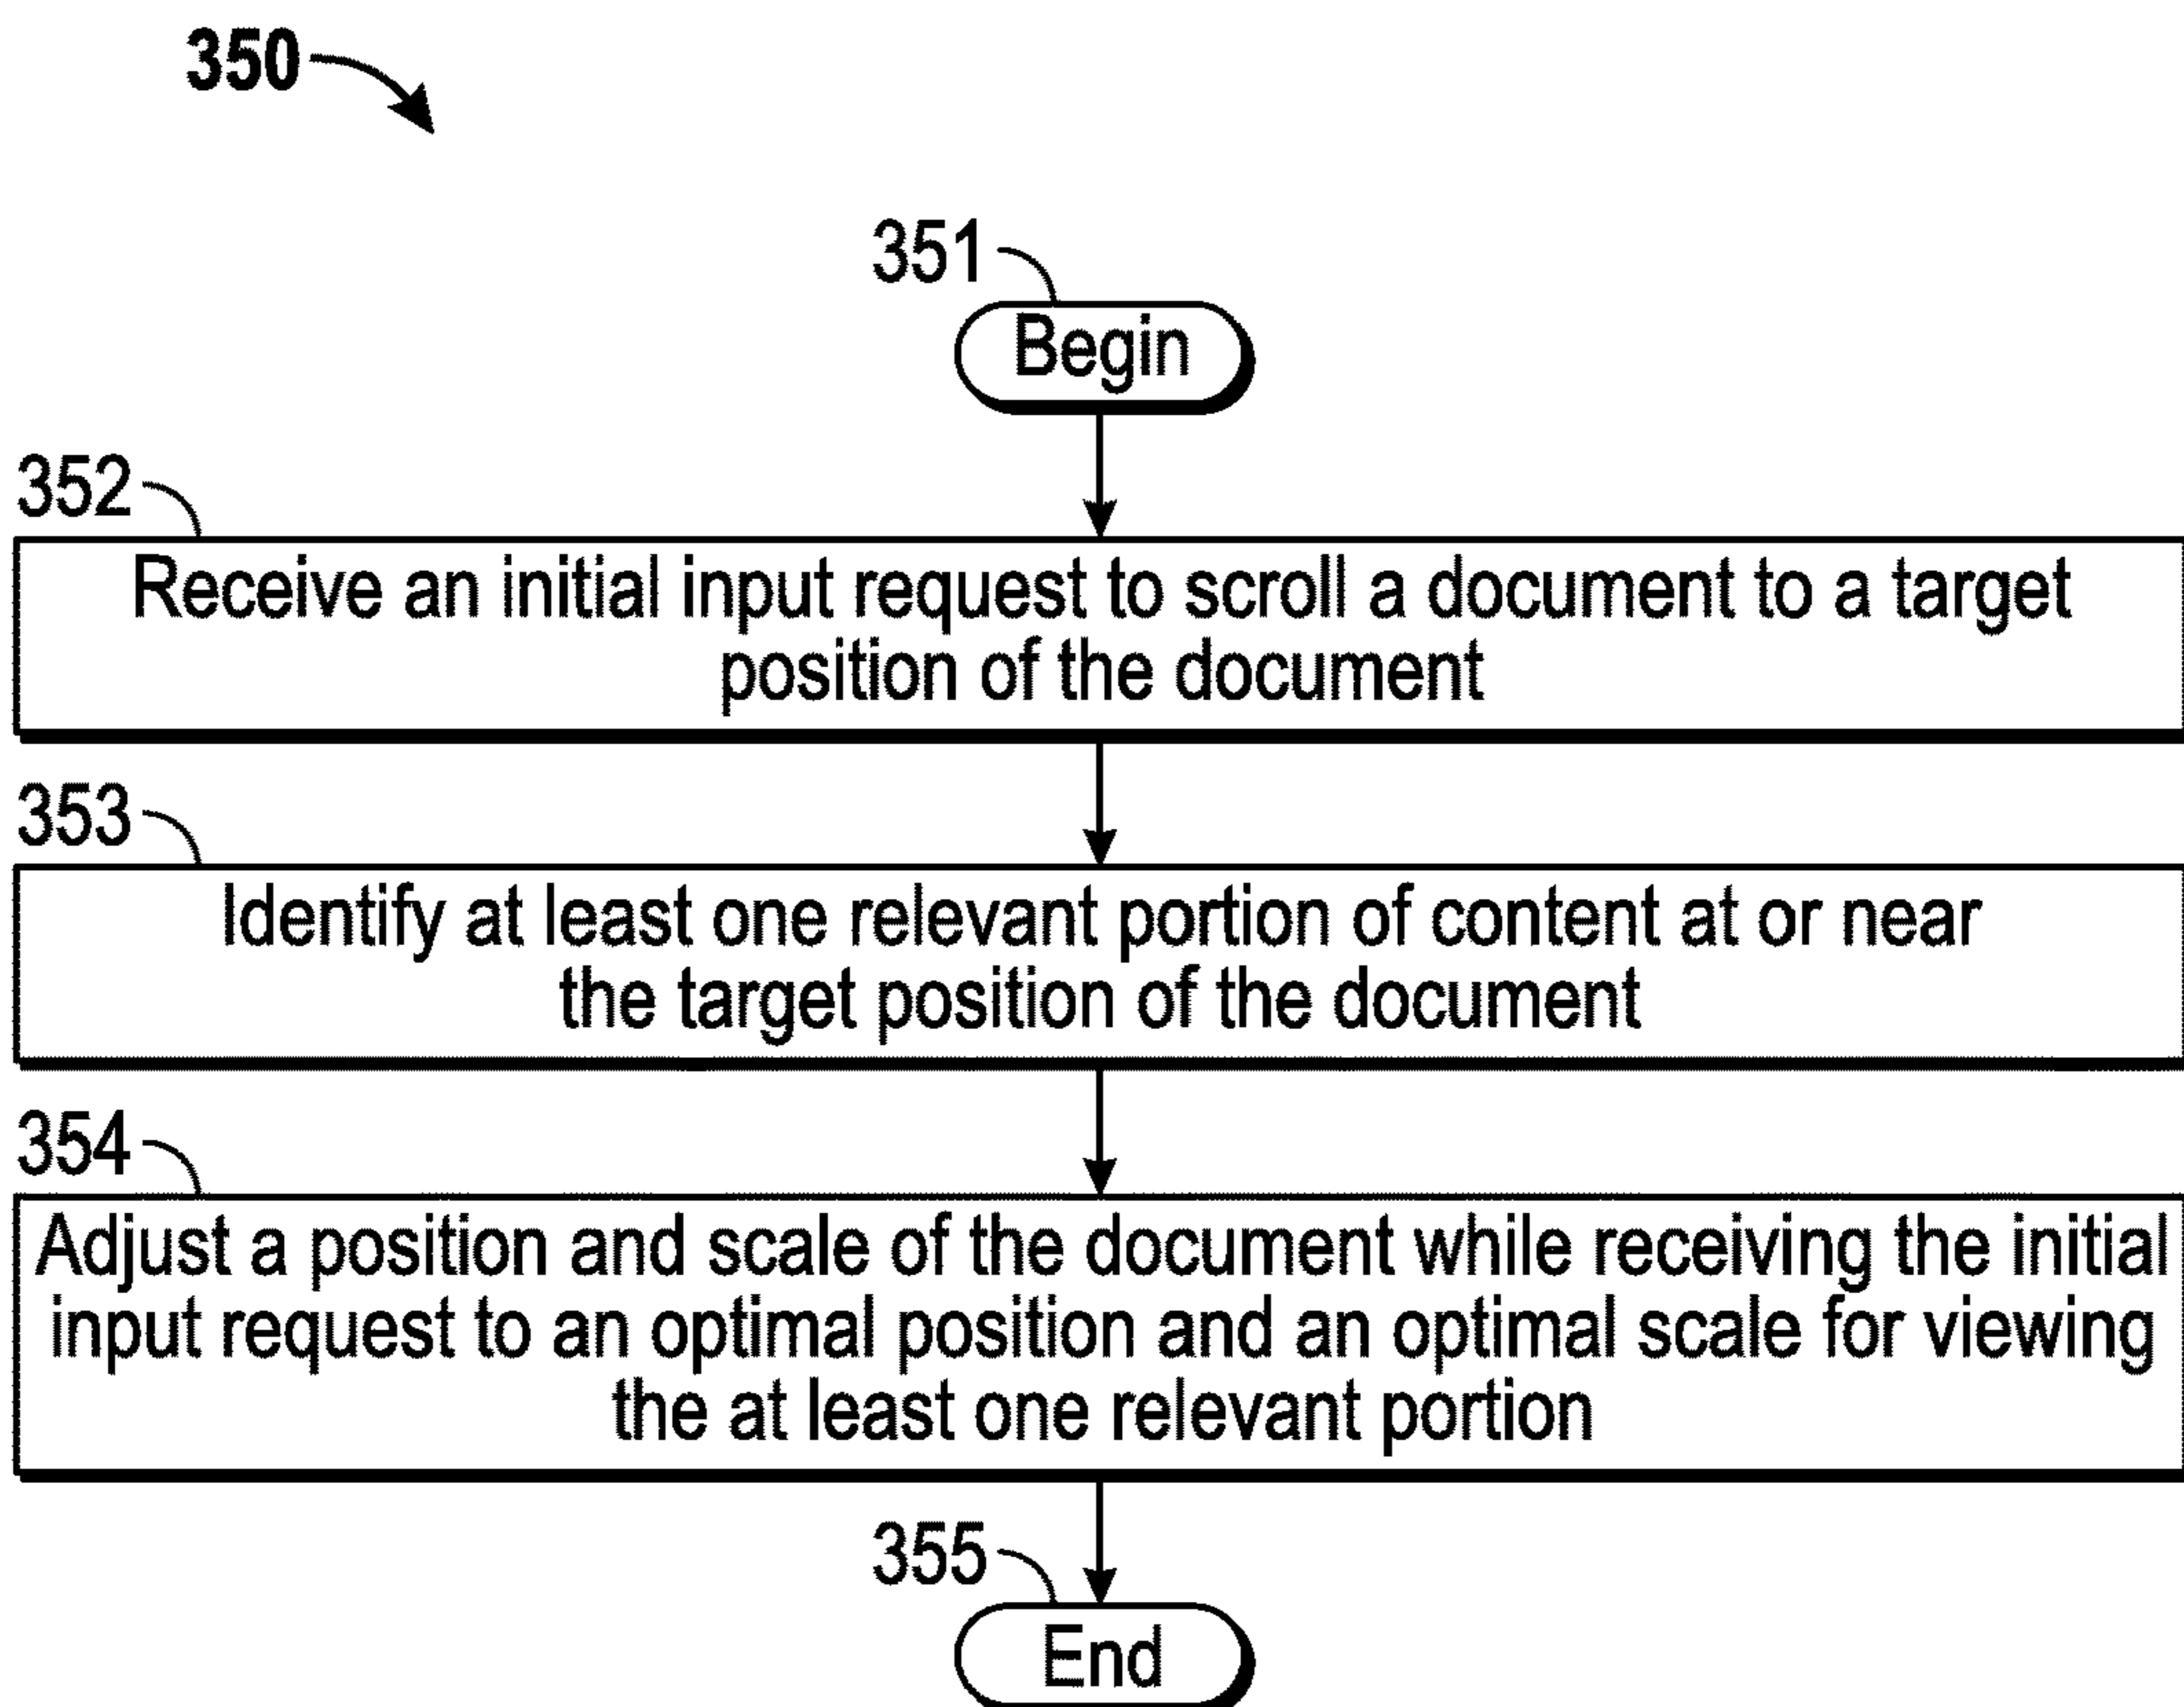 350
351
Begin
352
Receive an initial input request to scroll a document to a target
position of the document
353
Identify at least one relevant portion of content at or near
the target position of the document
354
Adjust a position and scale of the document while receiving the initial
input request to an optimal position and an optimal scale for viewing
the at least one relevant portion
355
End